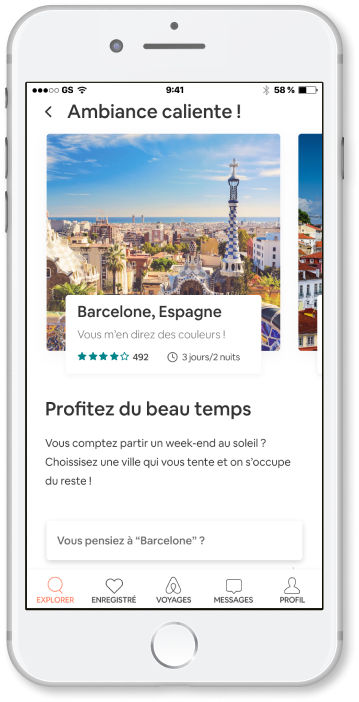 GS 9:41 58 %
Ambiance caliente !
Barcelone, Espagne
Vous m'en direz des couleurs !
492 3 jours/2 nuits
Profitez du beau temps
Vous comptez partir un week-end au soleil ?
Choissisez une ville qui vous tente et on s'occupe
du reste !
Vous pensiez à “Barcelone” ?
EXPLORER ENREGISTRÉ VOYAGES MESSAGES PROFIL